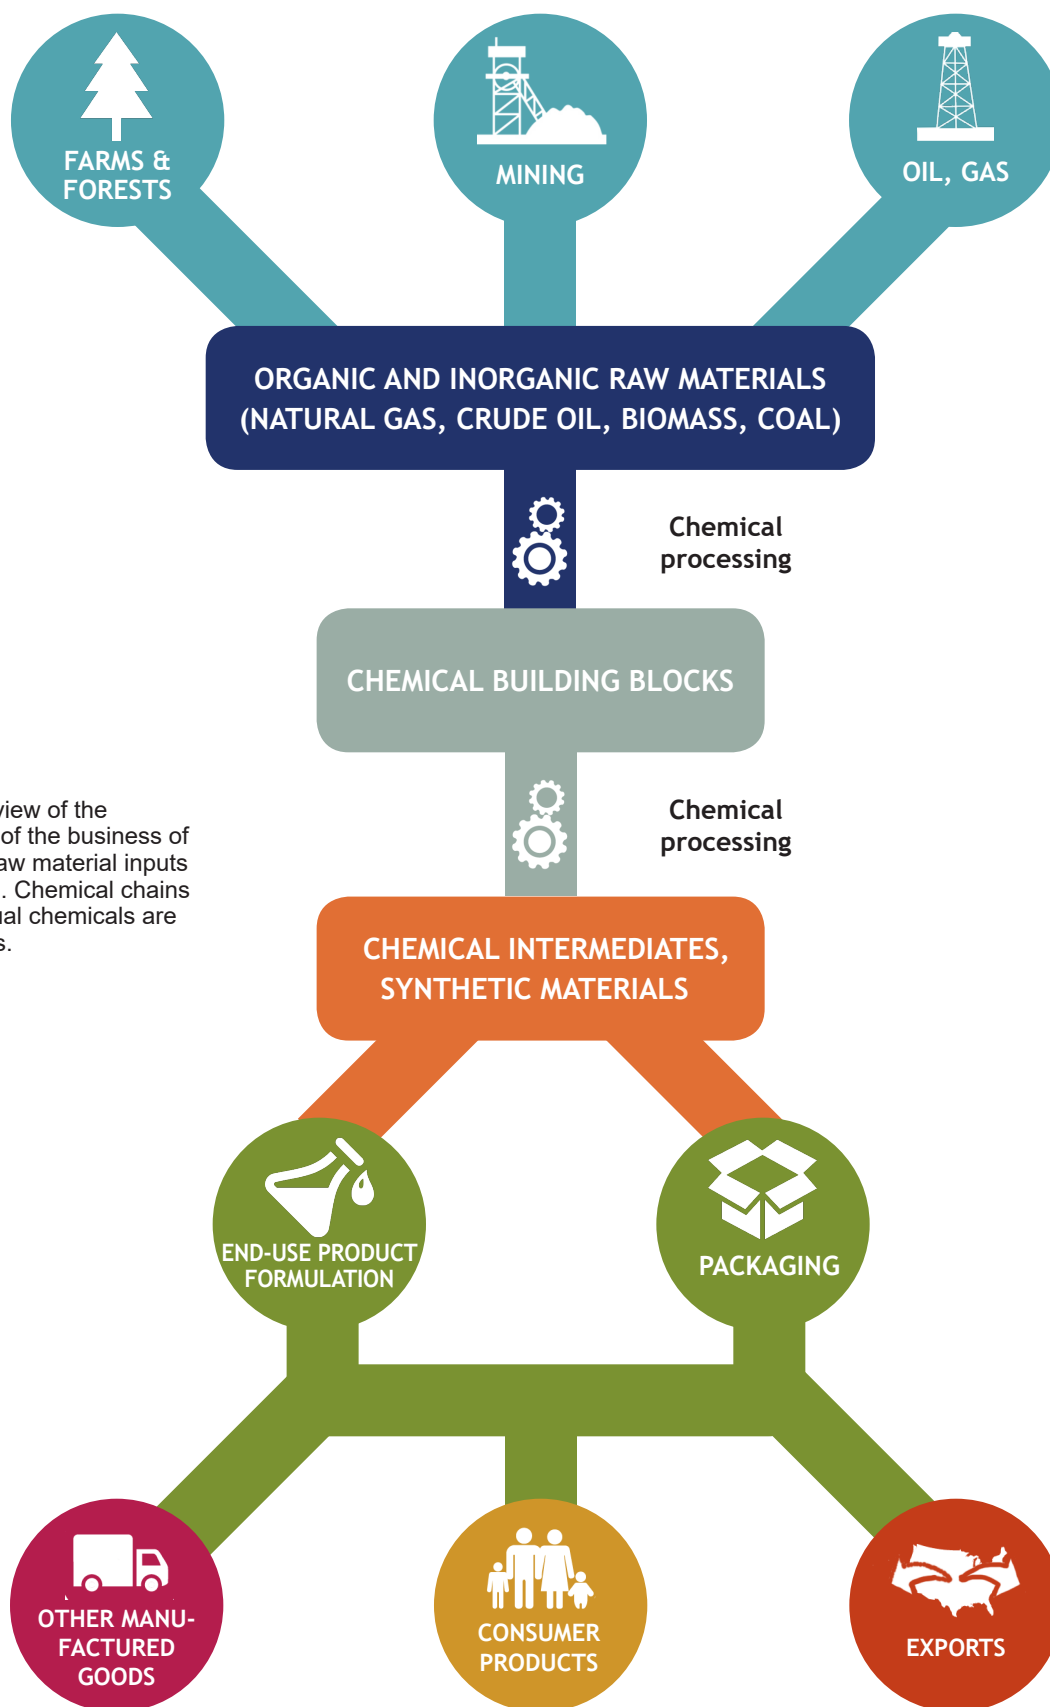 FARMS &
FORESTS
MINING
OIL, GAS
ORGANIC AND INORGANIC RAW MATERIALS
(NATURAL GAS, CRUDE OIL, BIOMASS, COAL)
Chemical
processing
CHEMICAL BUILDING BLOCKS
Chemical
processing
view of the
of the business of
aw material inputs
. Chemical chains
ual chemicals are
s.
CHEMICAL INTERMEDIATES,
SYNTHETIC MATERIALS
END-USE PRODUCT
FORMULATION
PACKAGING
OTHER MANU-
FACTURED
GOODS
CONSUMER
PRODUCTS
EXPORTS